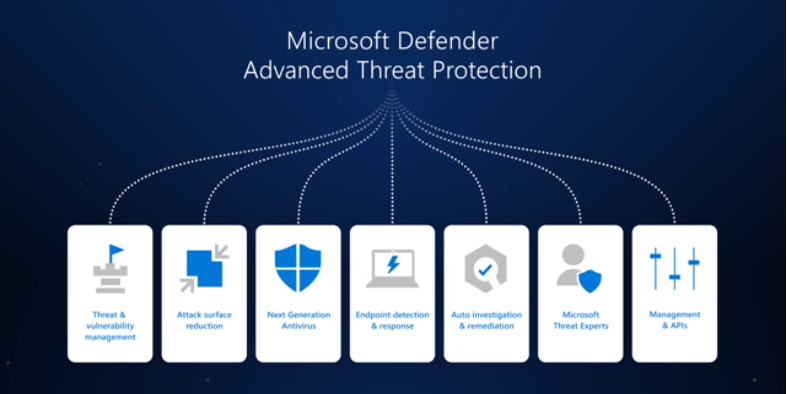 Microsoft Defender
Advanced Threat Protection
Threat &
vulnerability
management
Attack surface
reduction
Next Generation
Antivirus
Endpoint detection
& response
Auto investigation
& remediation
Microsoft
Threat Experts
Management
& APIs